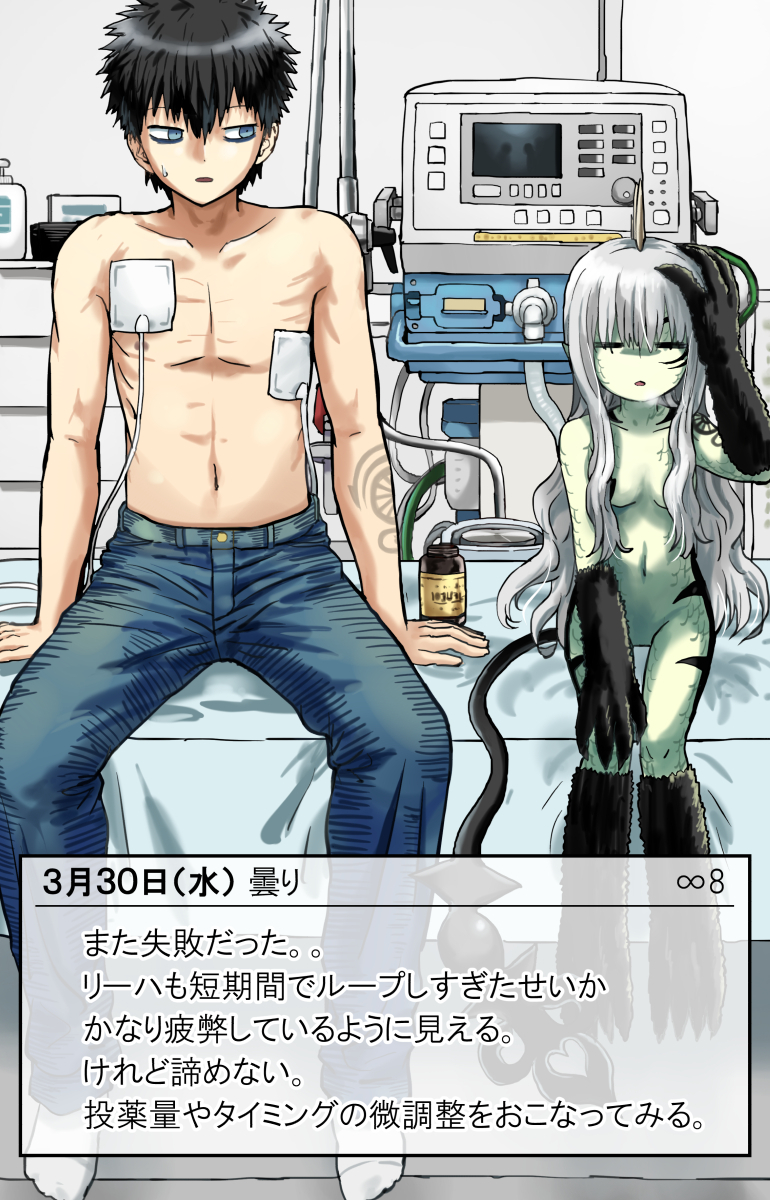 3月30日(水) 曇り ∞8
また失敗だった。。
リーハも短期間でループしすぎたせいか
かなり疲弊しているように見える。
けれど諦めない。
投薬量やタイミングの微調整をおこなってみる。